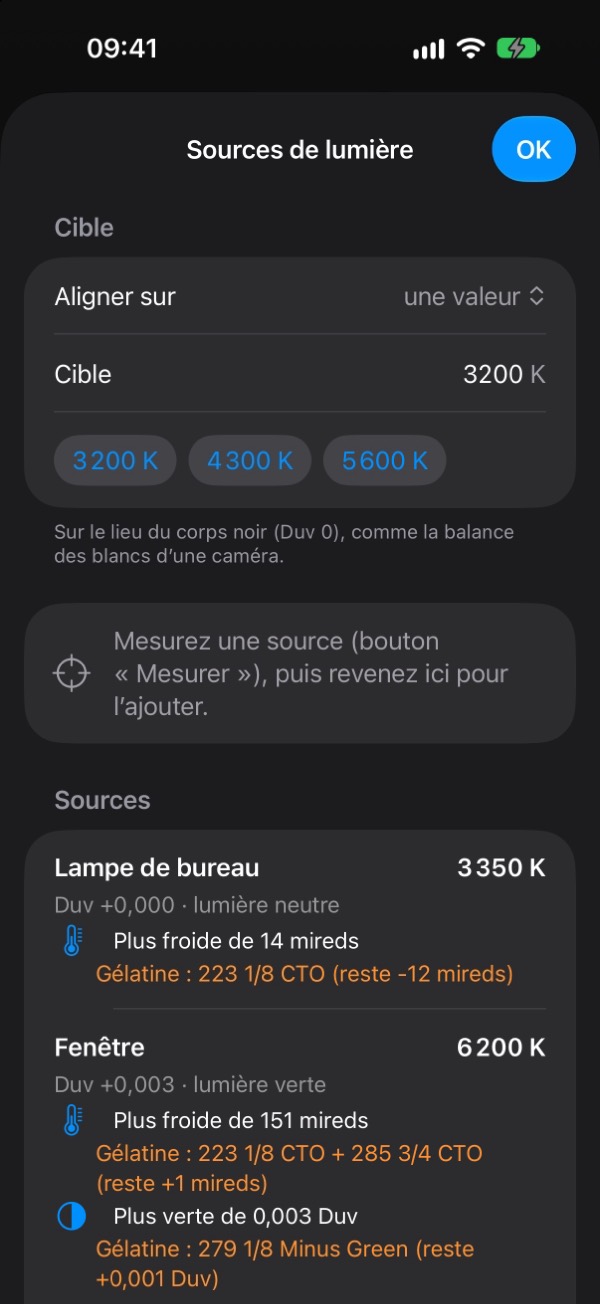 09:41
Sources de lumière
OK
Cible
Aligner sur
une valeur
Cible
3200 K
3200 K
4300 K
5600 K
Sur le lieu du corps noir (Duv 0), comme la balance
des blancs d’une caméra.
Mesurez une source (bouton
« Mesurer »), puis revenez ici pour
l’ajouter.
Sources
Lampe de bureau
3350 K
Duv +0,000 · lumière neutre
Plus froide de 14 mireds
Gélatine : 223 1/8 CTO (reste -12 mireds)
Fenêtre
6200 K
Duv +0,003 · lumière verte
Plus froide de 151 mireds
Gélatine : 223 1/8 CTO + 285 3/4 CTO
(reste +1 mireds)
Plus verte de 0,003 Duv
Gélatine : 279 1/8 Minus Green (reste
+0,001 Duv)